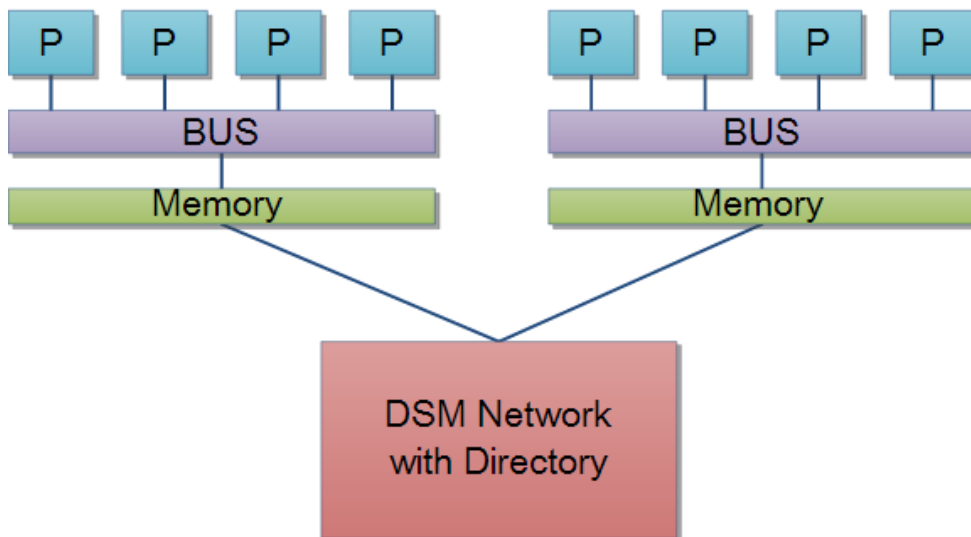 P P P P P P P P
BUS BUS
Memory Memory
DSM Network
with Directory